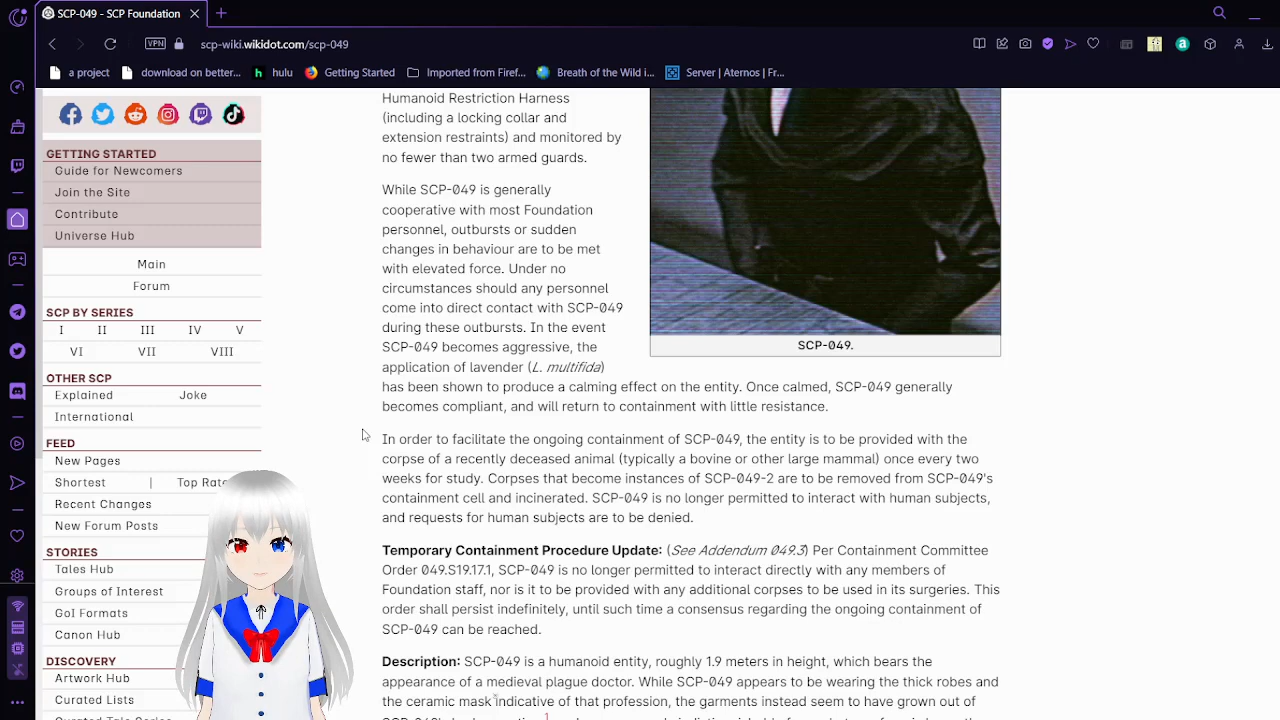 SCP-049 - SCP Foundation
VPN
scp-wiki.wikidot.com/scp-049
a project
download on better...
hulu
Getting Started
Imported from Firef...
Breath of the Wild i...
Server | Aternos | Fr...
GETTING STARTED
Guide for Newcomers
Join the Site
Contribute
Universe Hub
Main
Forum
SCP BY SERIES
I II III IV V
VI VII VIII
OTHER SCP
Explained Joke
International
FEED
New Pages
Shortest | Top Rate
Recent Changes
New Forum Posts
STORIES
Tales Hub
Groups of Interest
GoI Formats
Canon Hub
DISCOVERY
Artwork Hub
Curated Lists
Humanoid Restriction Harness
(including a locking collar and
extension restraints) and monitored by
no fewer than two armed guards.
While SCP-049 is generally
cooperative with most Foundation
personnel, outbursts or sudden
changes in behaviour are to be met
with elevated force. Under no
circumstances should any personnel
come into direct contact with SCP-049
during these outbursts. In the event
SCP-049 becomes aggressive, the
application of lavender (L. multifida)
has been shown to produce a calming effect on the entity. Once calmed, SCP-049 generally
becomes compliant, and will return to containment with little resistance.
SCP-049.
In order to facilitate the ongoing containment of SCP-049, the entity is to be provided with the
corpse of a recently deceased animal (typically a bovine or other large mammal) once every two
weeks for study. Corpses that become instances of SCP-049-2 are to be removed from SCP-049's
containment cell and incinerated. SCP-049 is no longer permitted to interact with human subjects,
and requests for human subjects are to be denied.
Temporary Containment Procedure Update: (See Addendum 049.3) Per Containment Committee
Order 049.S19.17.1, SCP-049 is no longer permitted to interact directly with any members of
Foundation staff, nor is it to be provided with any additional corpses to be used in its surgeries. This
order shall persist indefinitely, until such time a consensus regarding the ongoing containment of
SCP-049 can be reached.
Description: SCP-049 is a humanoid entity, roughly 1.9 meters in height, which bears the
appearance of a medieval plague doctor. While SCP-049 appears to be wearing the thick robes and
the ceramic mask indicative of that profession, the garments instead seem to have grown out of